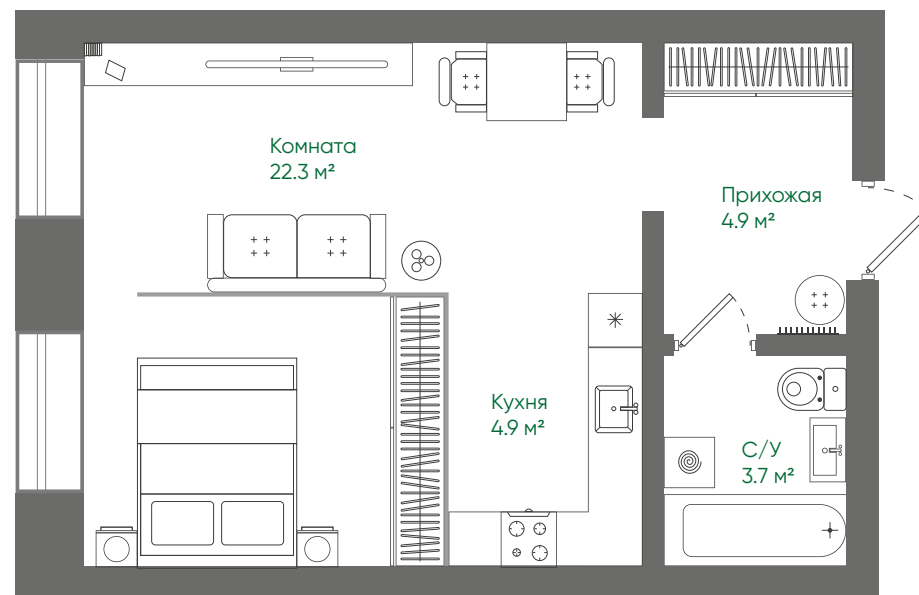 Комната
22.3 м²
Прихожая
4.9 м²
Кухня
4.9 м²
С/У
3.7 м²